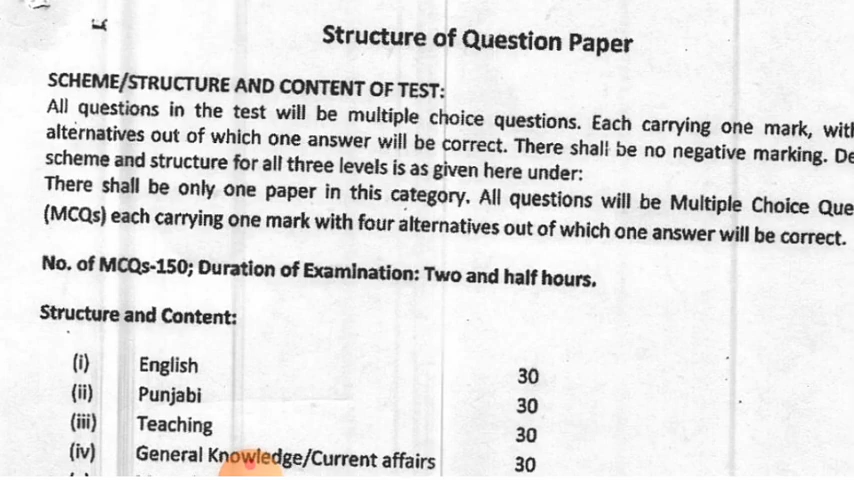 Structure of Question Paper
SCHEME/STRUCTURE AND CONTENT OF TEST:
All questions in the test will be multiple choice questions. Each carrying one mark, with
alternatives out of which one answer will be correct. There shall be no negative marking. De
scheme and structure for all three levels is as given here under:
There shall be only one paper in this category. All questions will be Multiple Choice Que
(MCQs) each carrying one mark with four alternatives out of which one answer will be correct.
No. of MCQs-150; Duration of Examination: Two and half hours.
Structure and Content:
(i) English 30
(ii) Punjabi 30
(iii) Teaching 30
(iv) General Knowledge/Current affairs 30